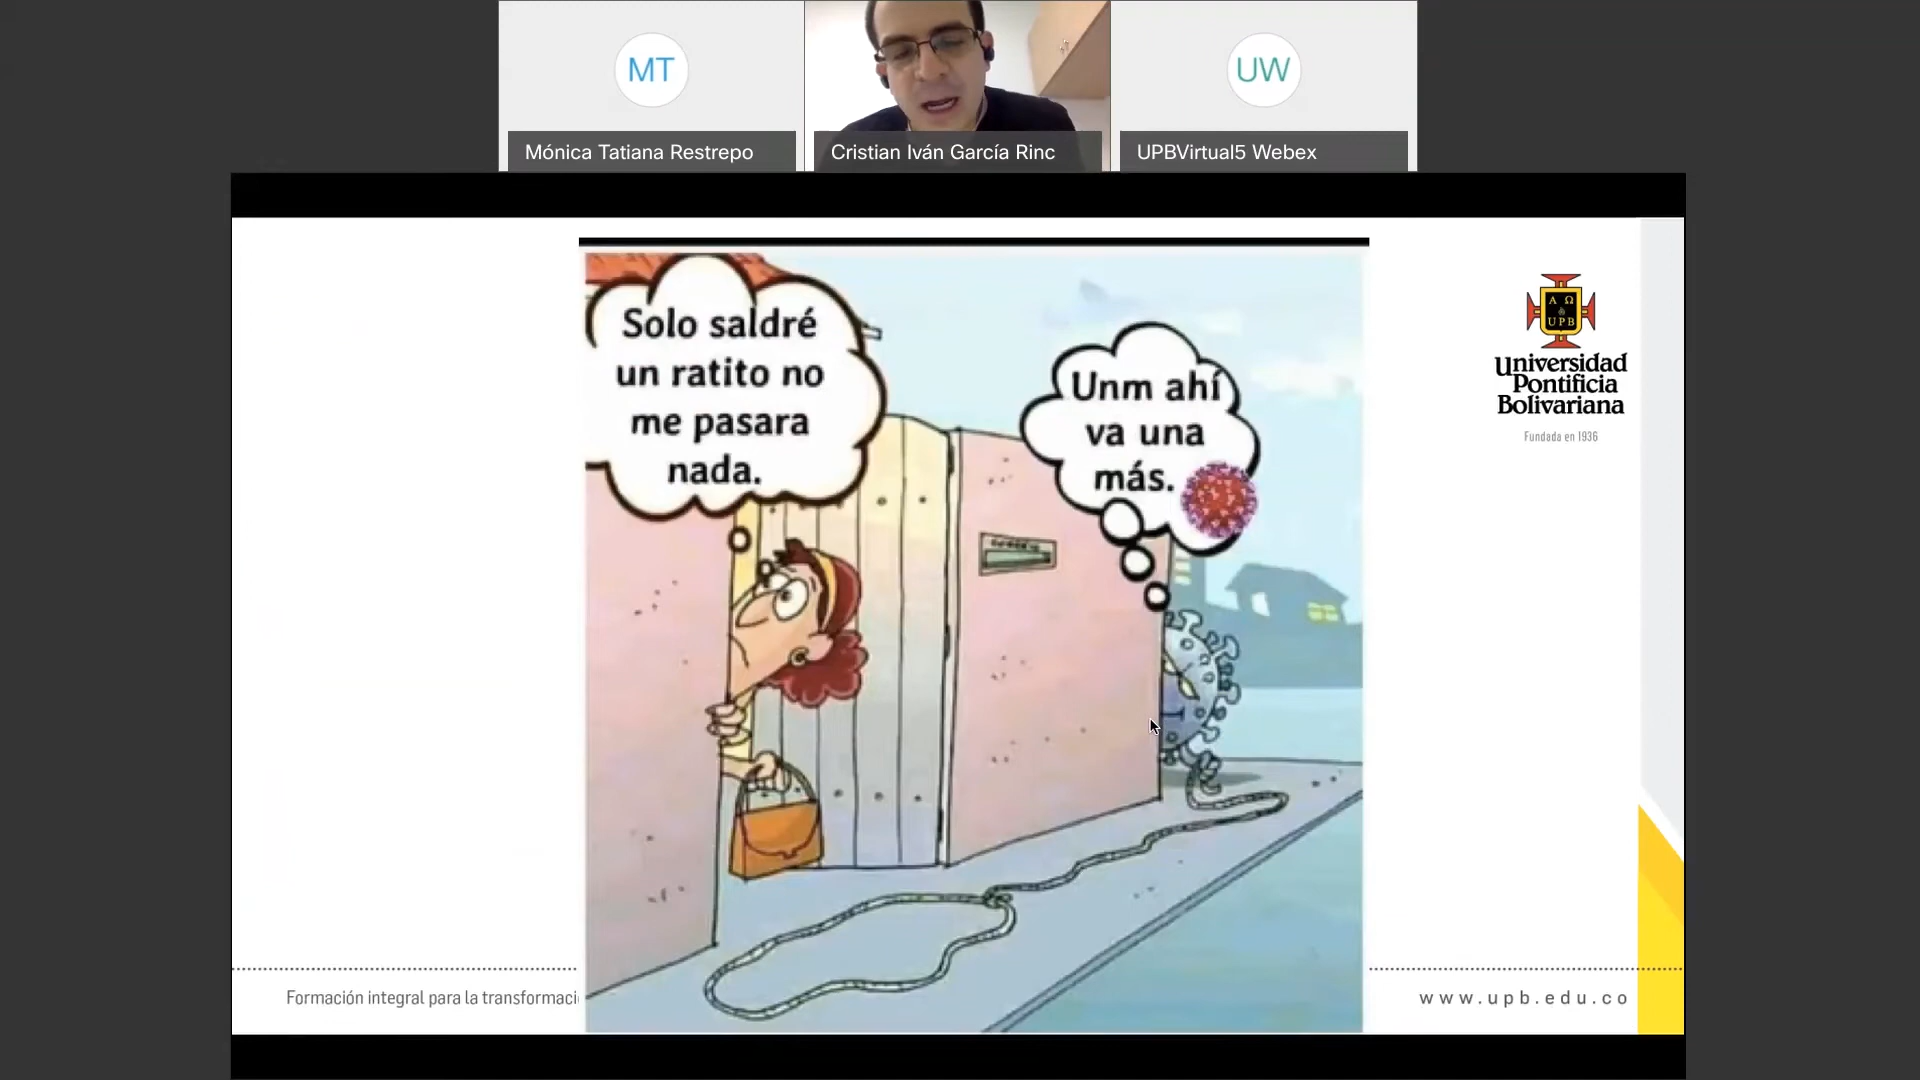 MT
UW
Mónica Tatiana Restrepo
Cristian Iván García Rinc
UPBVirtual5 Webex
Solo saldré
un ratito no
me pasara
nada.
Unm ahí
va una
más.
A Ω
&
UPB
Universidad
Pontificia
Bolivariana
Fundada en 1936
Formación integral para la transformaci
www.upb.edu.co